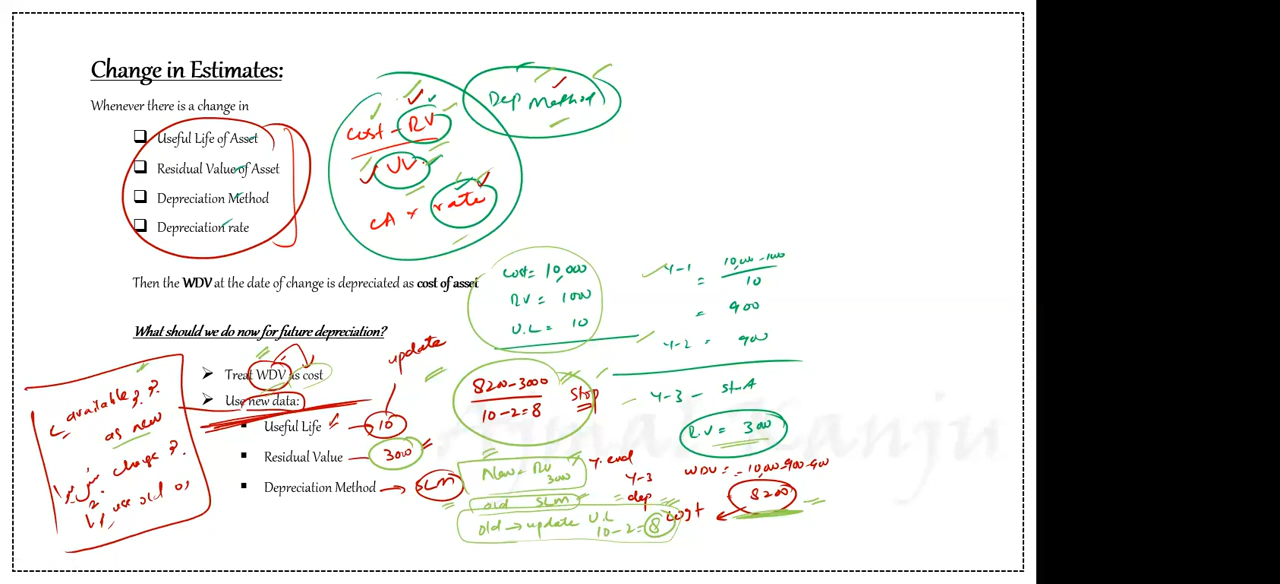 Change in Estimates:
Dep Method
Whenever there is a change in
Cost - RV
UL
Useful Life of Asset
Residual Value of Asset
Depreciation Method
CA × rate
Depreciation rate
Then the WDV at the date of change is depreciated as cost of asset
Cost = 10,000
RV = 1000
U.L = 10
Y-1 = 10,000-1000
10
= 900
Y-2 = 900
What should we do now for future depreciation?
update
Treat WDV as cost
Use new data:
Useful Life → 10
Residual Value — 3000
Depreciation Method → SLM
available ? ?
as new
change ?
2.
use old
8200-3000
10-2=8
Stop
Y-3 -
R.V = 3000
WDV = 10,000-900-900
8200
cost
New - RV
3000
Y. end
Y-3
dep
old SLM
old → update U.L
10-2=8